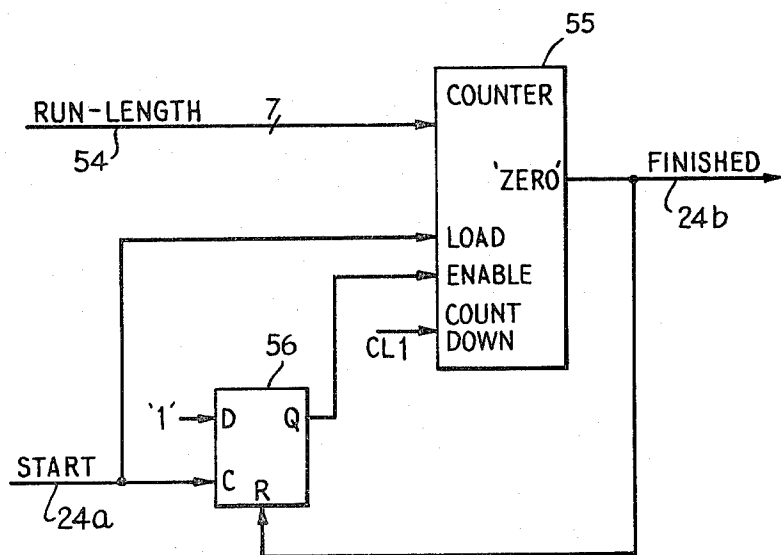 55
COUNTER
RUN-LENGTH 7
54
'ZERO'
FINISHED
24b
LOAD
ENABLE
COUNT
DOWN
CL1
56
'1'
D Q
START
C
R
24a